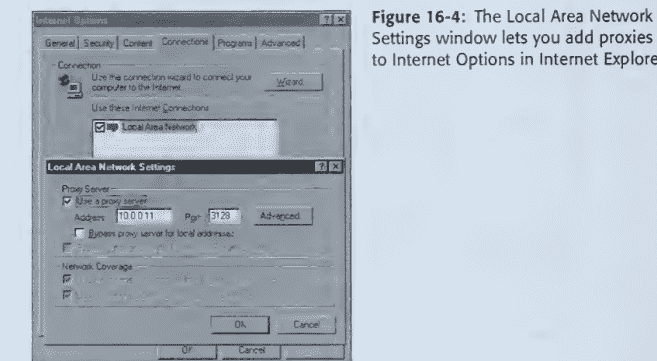 Internet Options
General Security Content Connections Programs Advanced
Connection
Use the connection wizard to connect your
computer to the Internet.
Wizard
Use these Internet Connections
Local Area Network
Local Area Network Settings
Proxy Server
Use a proxy server
Address: 10.0.0.11 Port: 3128 Advanced
Bypass proxy server for local addresses
Network Coverage
OK Cancel
Cancel
Figure 16-4: The Local Area Network
Settings window lets you add proxies
to Internet Options in Internet Explore